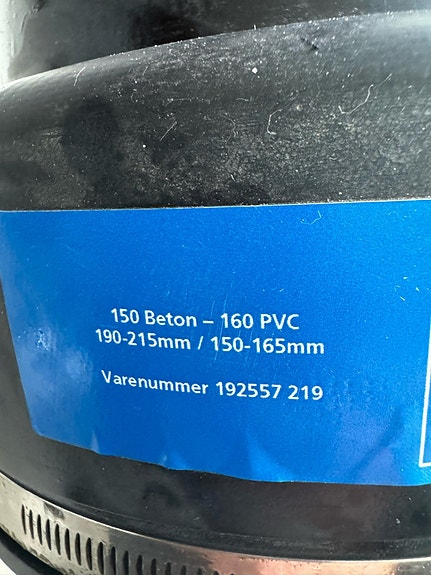 150 Beton – 160 PVC
190-215mm / 150-165mm
Varenummer 192557 219